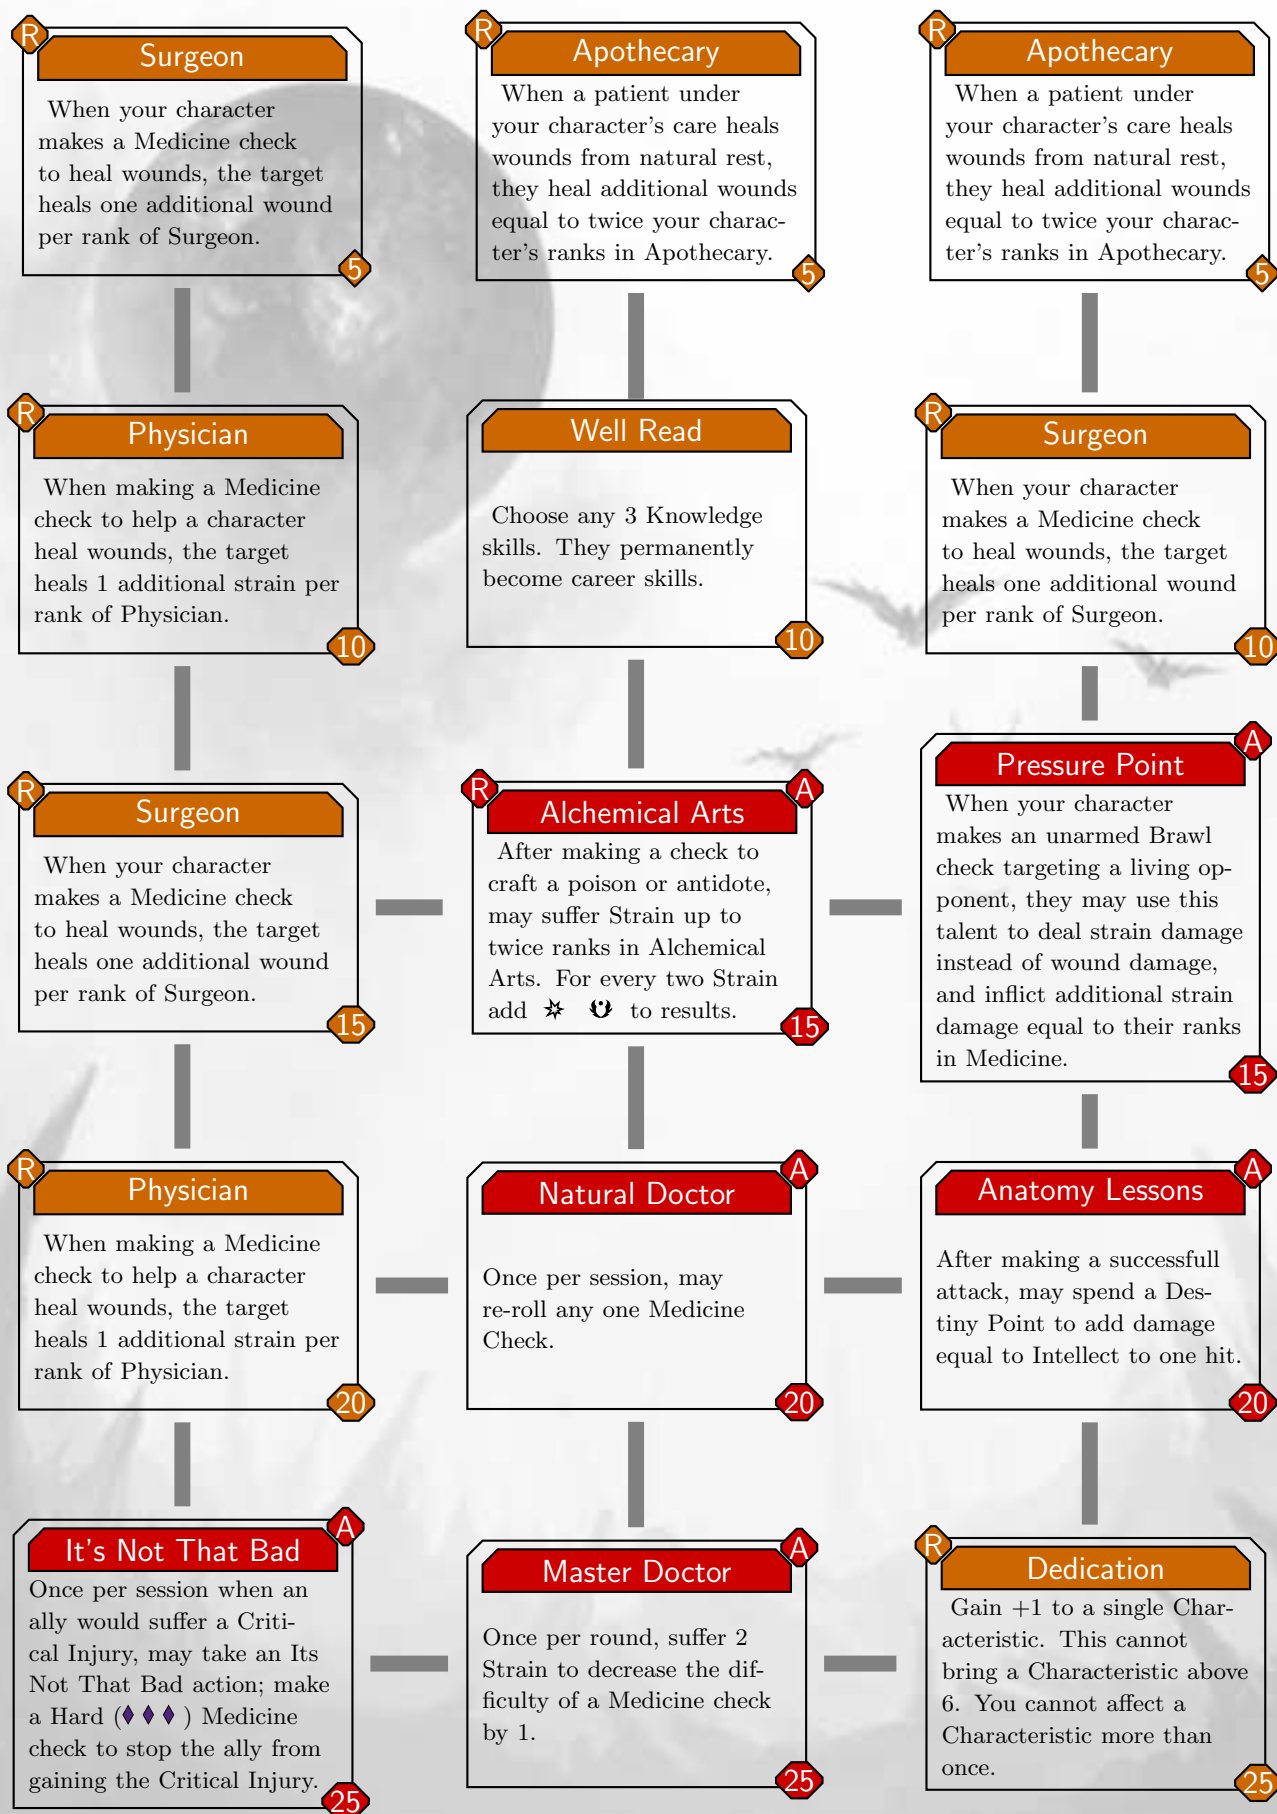 R
Surgeon
When your character
makes a Medicine check
to heal wounds, the target
heals one additional wound
per rank of Surgeon.
5
R
Apothecary
When a patient under
your character's care heals
wounds from natural rest,
they heal additional wounds
equal to twice your charac-
ter's ranks in Apothecary.
5
R
Apothecary
When a patient under
your character's care heals
wounds from natural rest,
they heal additional wounds
equal to twice your charac-
ter's ranks in Apothecary.
5
R
Physician
When making a Medicine
check to help a character
heal wounds, the target
heals 1 additional strain per
rank of Physician.
10
Well Read
Choose any 3 Knowledge
skills. They permanently
become career skills.
10
R
Surgeon
When your character
makes a Medicine check
to heal wounds, the target
heals one additional wound
per rank of Surgeon.
10
R
Surgeon
When your character
makes a Medicine check
to heal wounds, the target
heals one additional wound
per rank of Surgeon.
15
R
A
Alchemical Arts
After making a check to
craft a poison or antidote,
may suffer Strain up to
twice ranks in Alchemical
Arts. For every two Strain
add to results.
15
A
Pressure Point
When your character
makes an unarmed Brawl
check targeting a living op-
ponent, they may use this
talent to deal strain damage
instead of wound damage,
and inflict additional strain
damage equal to their ranks
in Medicine.
15
R
Physician
When making a Medicine
check to help a character
heal wounds, the target
heals 1 additional strain per
rank of Physician.
20
A
Natural Doctor
Once per session, may
re-roll any one Medicine
Check.
20
A
Anatomy Lessons
After making a successfull
attack, may spend a Des-
tiny Point to add damage
equal to Intellect to one hit.
20
A
It's Not That Bad
Once per session when an
ally would suffer a Criti-
cal Injury, may take an Its
Not That Bad action; make
a Hard (♦ ♦ ♦ ) Medicine
check to stop the ally from
gaining the Critical Injury.
25
A
Master Doctor
Once per round, suffer 2
Strain to decrease the dif-
ficulty of a Medicine check
by 1.
25
R
Dedication
Gain +1 to a single Char-
acteristic. This cannot
bring a Characteristic above
6. You cannot affect a
Characteristic more than
once.
25